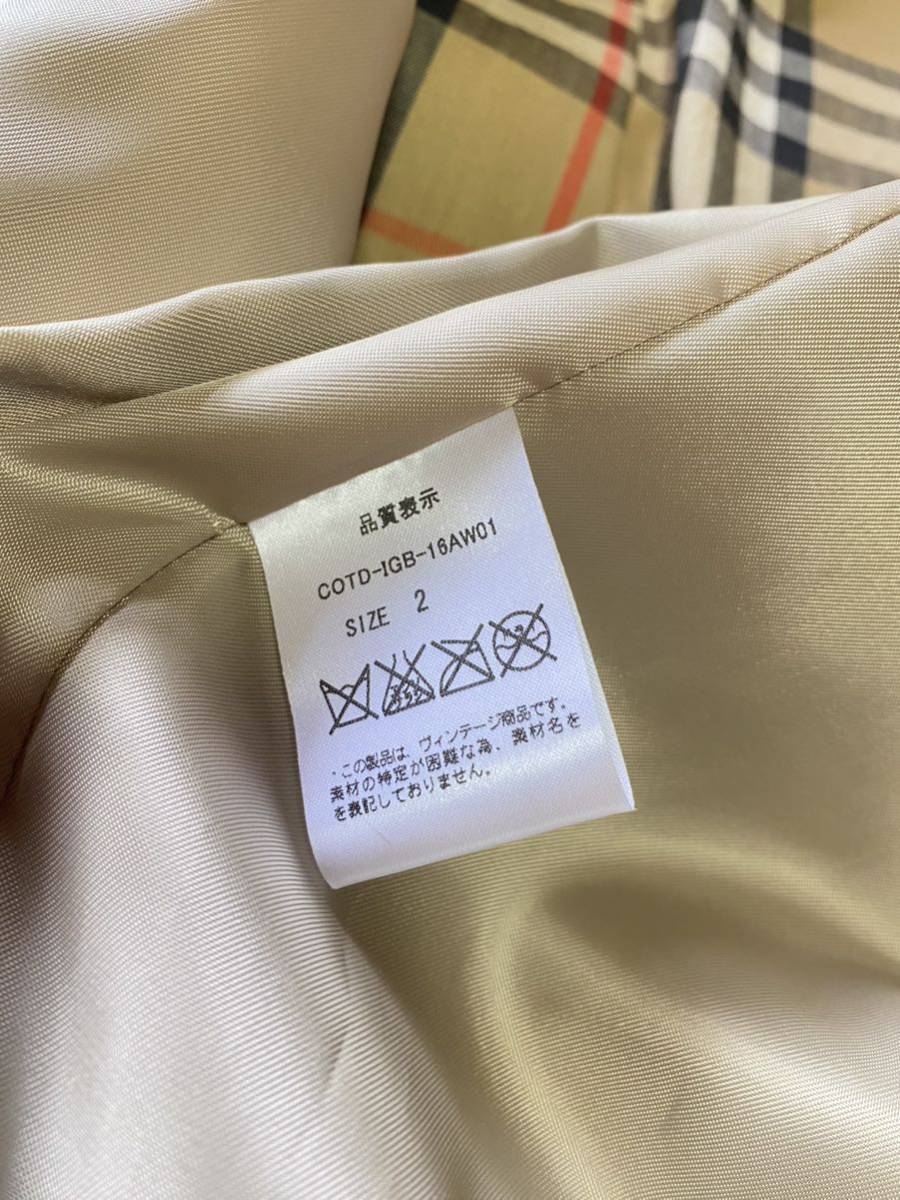 品質表示
COTD-IGB-16AW01
SIZE 2
・この製品は、ヴィンテージ商品です。
素材の特定が困難な為、素材名を
を表記しておりません。